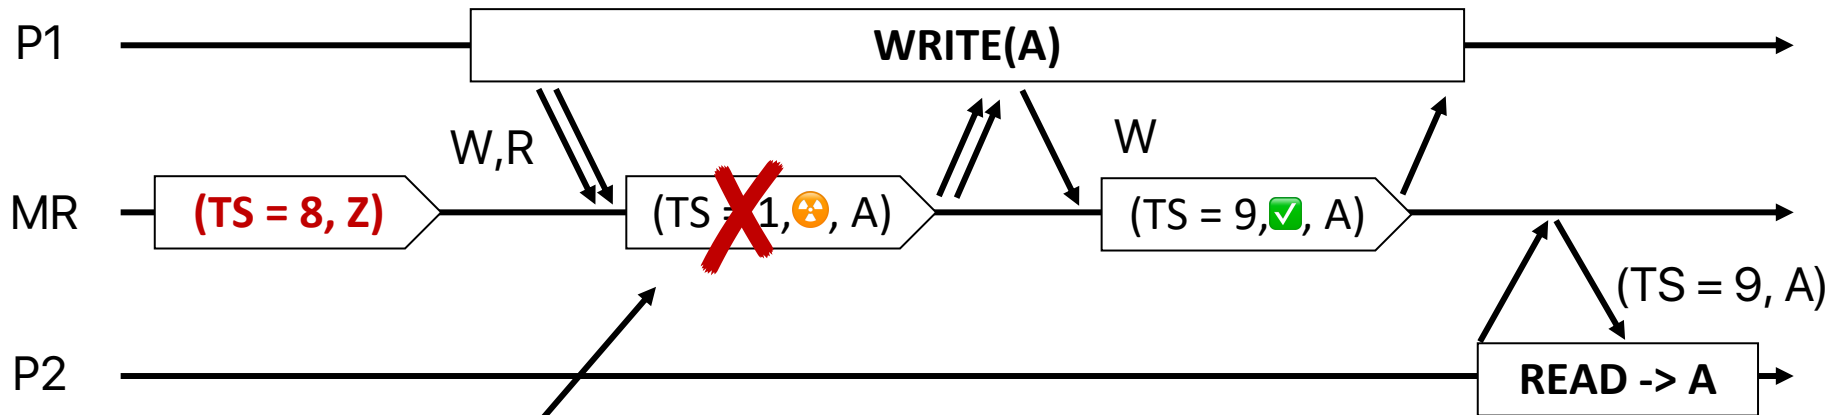 P1
WRITE(A)
W,R
W
MR
(TS = 8, Z)
(TS = 1,☢️, A)
(TS = 9,✅, A)
(TS = 9, A)
P2
READ -> A